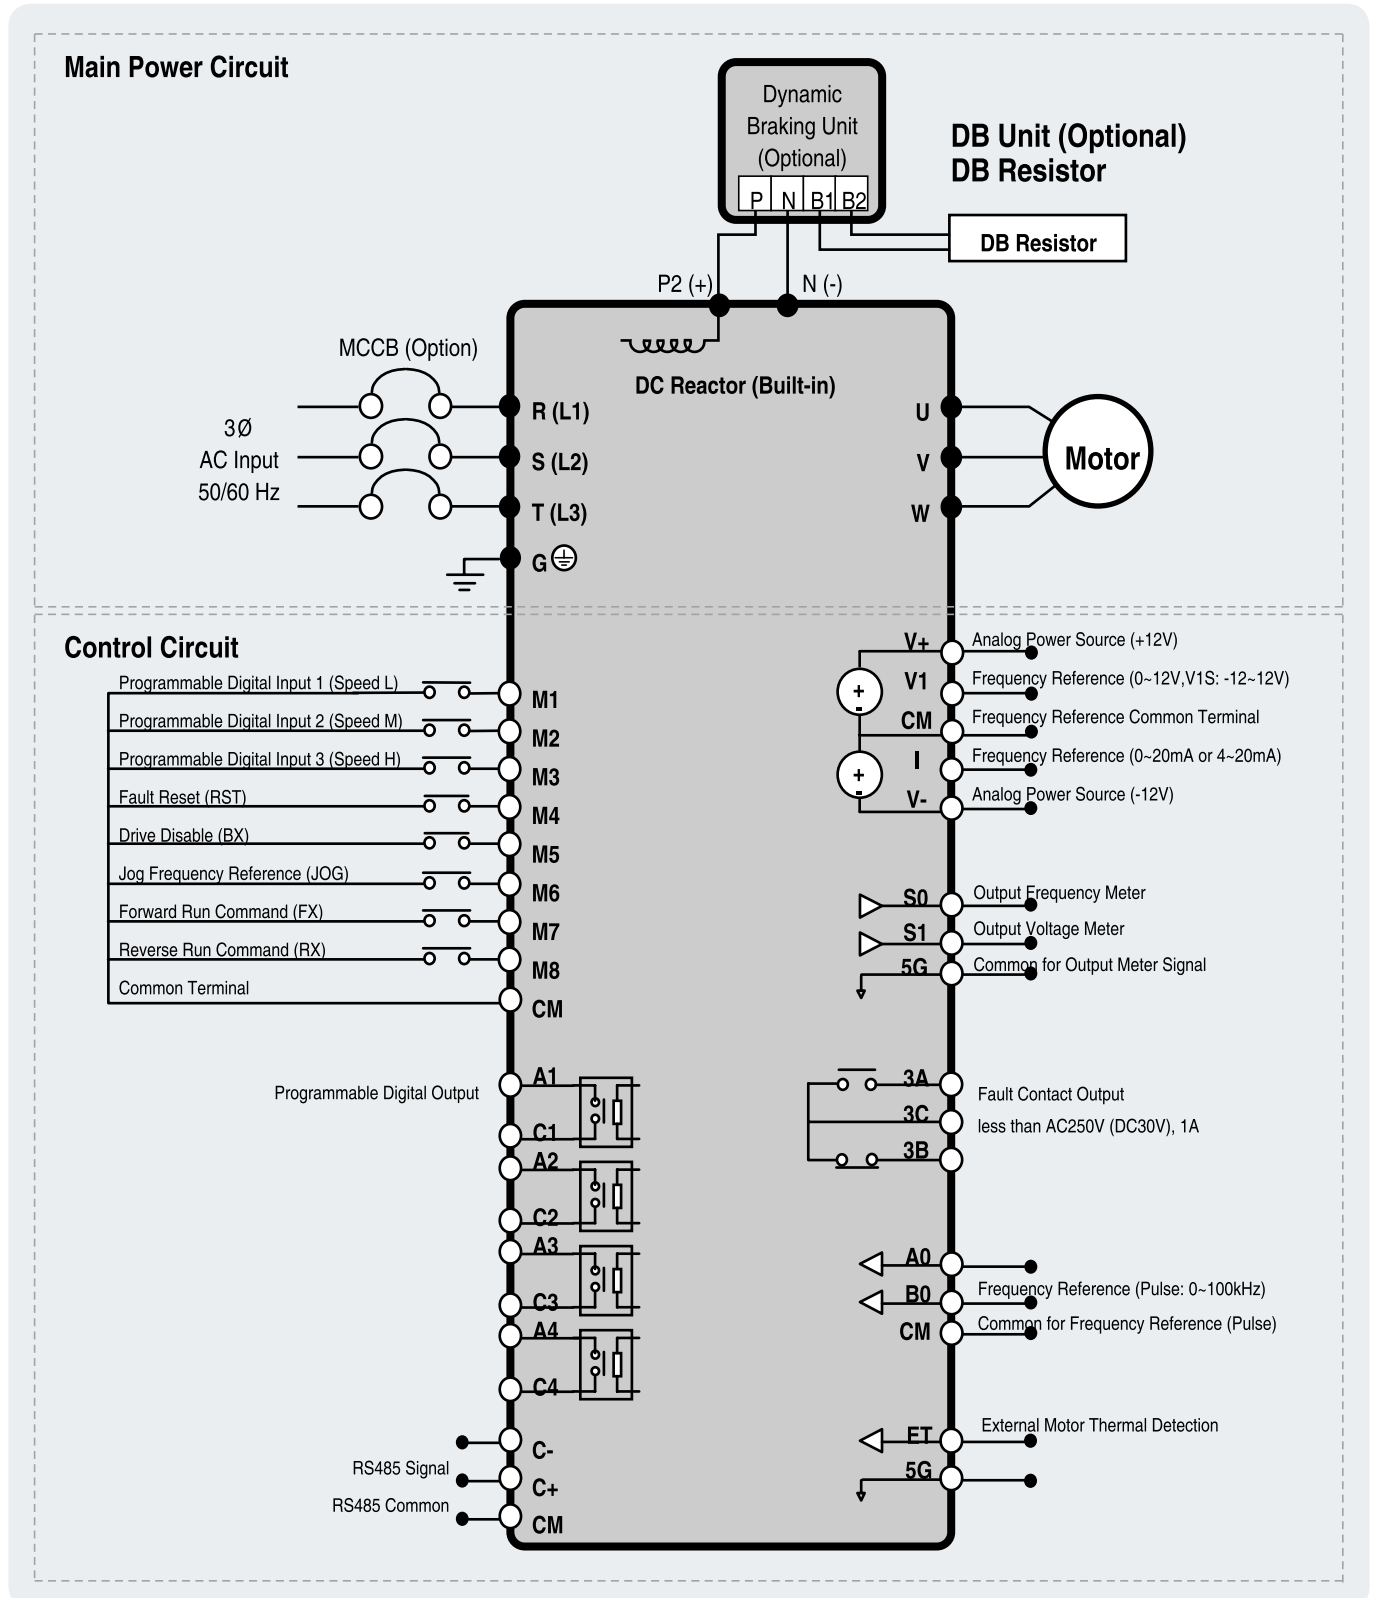 Main Power Circuit
Dynamic
Braking Unit
(Optional)
P N B1 B2
DB Unit (Optional)
DB Resistor
DB Resistor
P2 (+)
N (-)
MCCB (Option)
DC Reactor (Built-in)
3Ø
AC Input
50/60 Hz
R (L1)
S (L2)
T (L3)
G
U
V
W
Motor
Control Circuit
Programmable Digital Input 1 (Speed L)
M1
Programmable Digital Input 2 (Speed M)
M2
Programmable Digital Input 3 (Speed H)
M3
Fault Reset (RST)
M4
Drive Disable (BX)
M5
Jog Frequency Reference (JOG)
M6
Forward Run Command (FX)
M7
Reverse Run Command (RX)
M8
Common Terminal
CM
Programmable Digital Output
A1
C1
A2
C2
A3
C3
A4
C4
C-
RS485 Signal
C+
RS485 Common
CM
V+ Analog Power Source (+12V)
+
-
V1 Frequency Reference (0~12V,V1S: -12~12V)
CM Frequency Reference Common Terminal
+
-
I Frequency Reference (0~20mA or 4~20mA)
V- Analog Power Source (-12V)
S0 Output Frequency Meter
S1 Output Voltage Meter
5G Common for Output Meter Signal
3A
Fault Contact Output
3C
less than AC250V (DC30V), 1A
3B
A0
B0 Frequency Reference (Pulse: 0~100kHz)
CM Common for Frequency Reference (Pulse)
ET External Motor Thermal Detection
5G